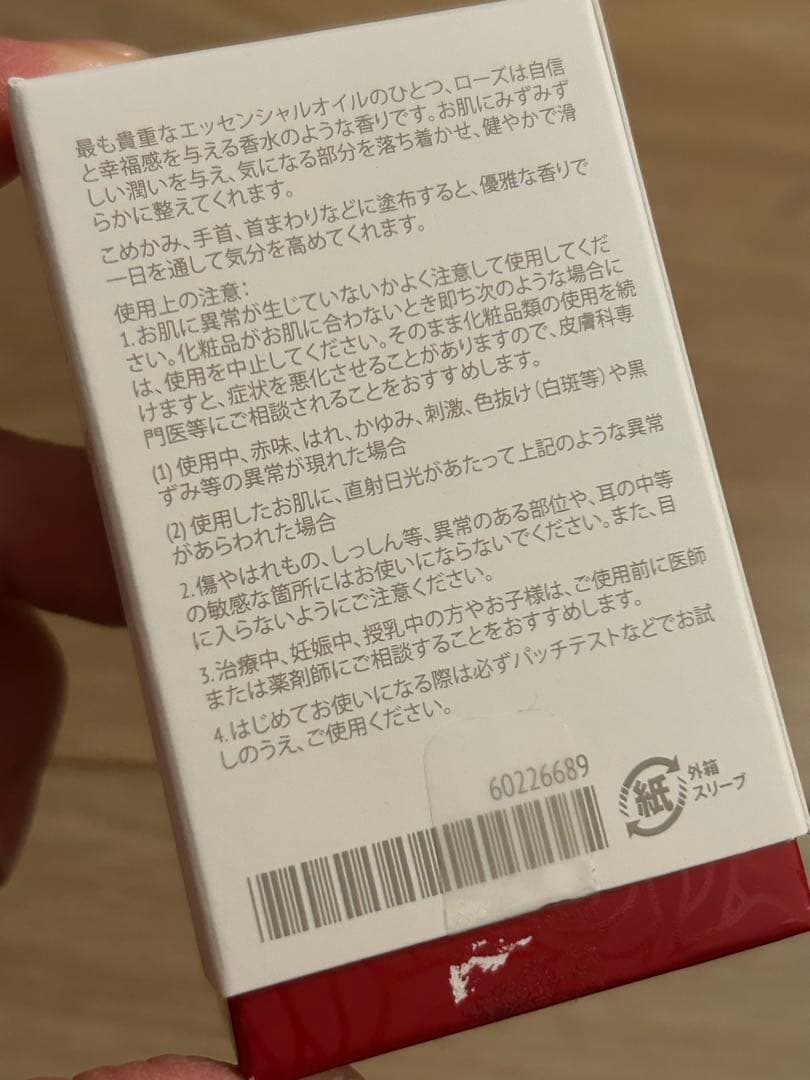 最も貴重なエッセンシャルオイルのひとつ、ローズは自信
と幸福感を与える香水のような香りです。お肌にみずみず
しい潤いを与え、気になる部分を落ち着かせ、健やかで滑
らかに整えてくれます。
こめかみ、手首、首まわりなどに塗布すると、優雅な香りで
一日を通して気分を高めてくれます。
使用上の注意:
1.お肌に異常が生じていないかよく注意して使用してくだ
さい。化粧品がお肌に合わないとき即ち次のような場合に
は、使用を中止してください。そのまま化粧品類の使用を続
けますと、症状を悪化させることがありますので、皮膚科専
門医等にご相談されることをおすすめします。
(1)使用中、赤味、はれ、かゆみ、刺激、色抜け(白斑等)や黒
ずみ等の異常が現れた場合
(2)使用したお肌に、直射日光があたって上記のような異常
があらわれた場合
2.傷やはれもの、しっしん等、異常のある部位や、耳の中等
の敏感な箇所にはお使いにならないでください。また、目
に入らないようにご注意ください。
3.治療中、妊娠中、授乳中の方やお子様は、ご使用前に医師
または薬剤師にご相談することをおすすめします。
4.はじめてお使いになる際は必ずパッチテストなどでお試
しのうえ、ご使用ください。
60226689
紙
外箱
スリーブ